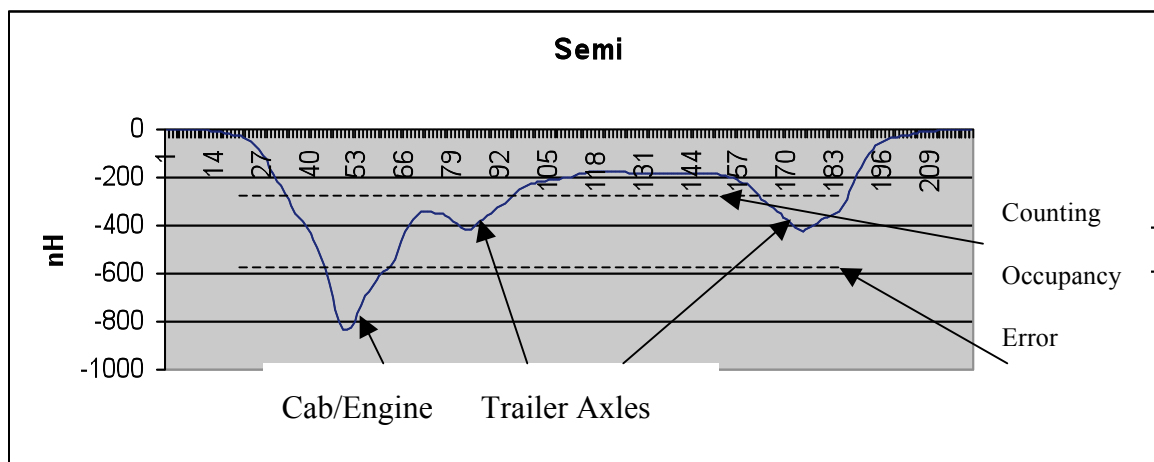 Semi
0
-200
-400
-600
-800
-1000
nH
1 14 27 40 53 66 79 92 105 118 131 144 157 170 183 196 209
Counting
Occupancy
Error
Cab/Engine Trailer Axles